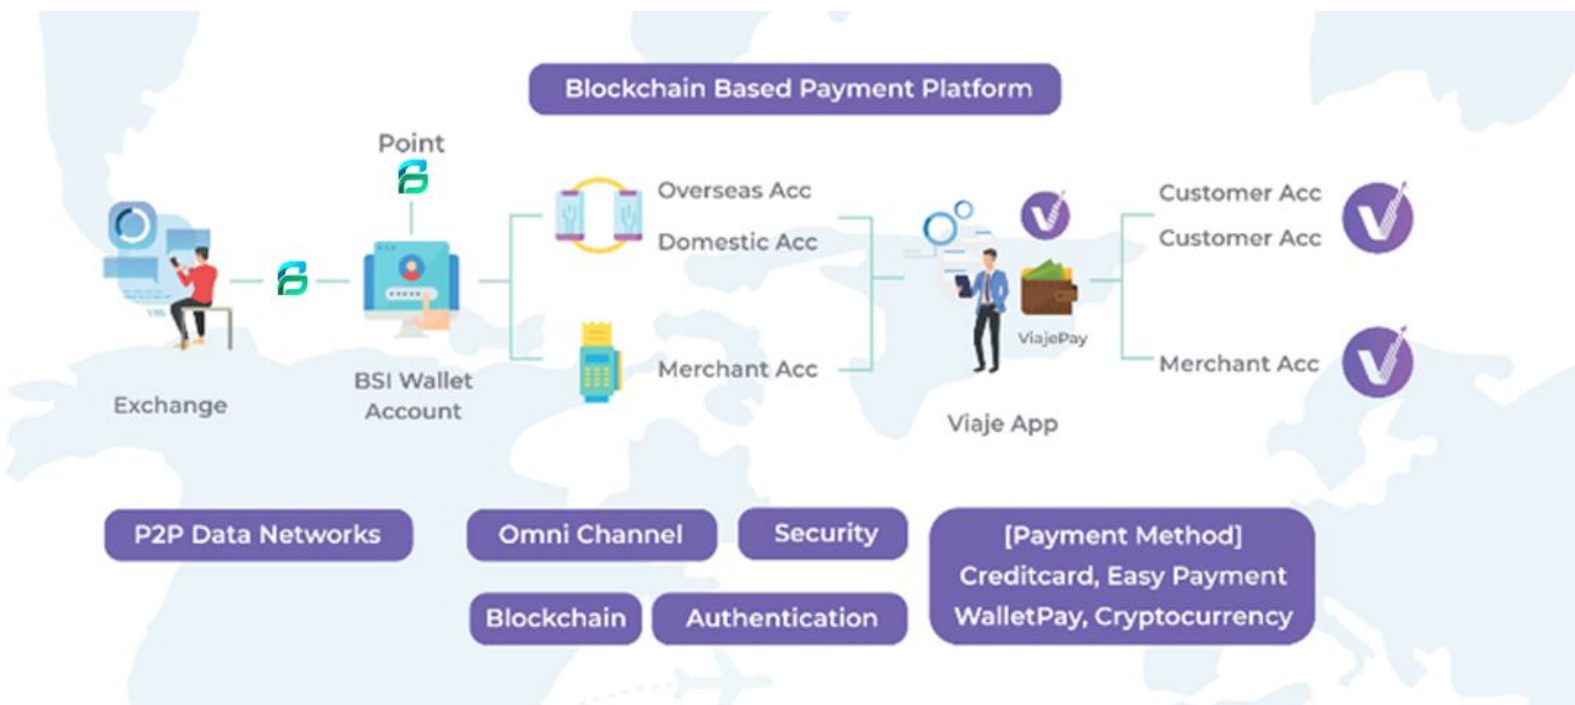 Blockchain Based Payment Platform
Point
Overseas Acc
Domestic Acc
Merchant Acc
Customer Acc
Customer Acc
Merchant Acc
ViajePay
Exchange
BSI Wallet
Account
Viaje App
P2P Data Networks
Omni Channel
Security
Blockchain
Authentication
[Payment Method]
Creditcard, Easy Payment
WalletPay, Cryptocurrency